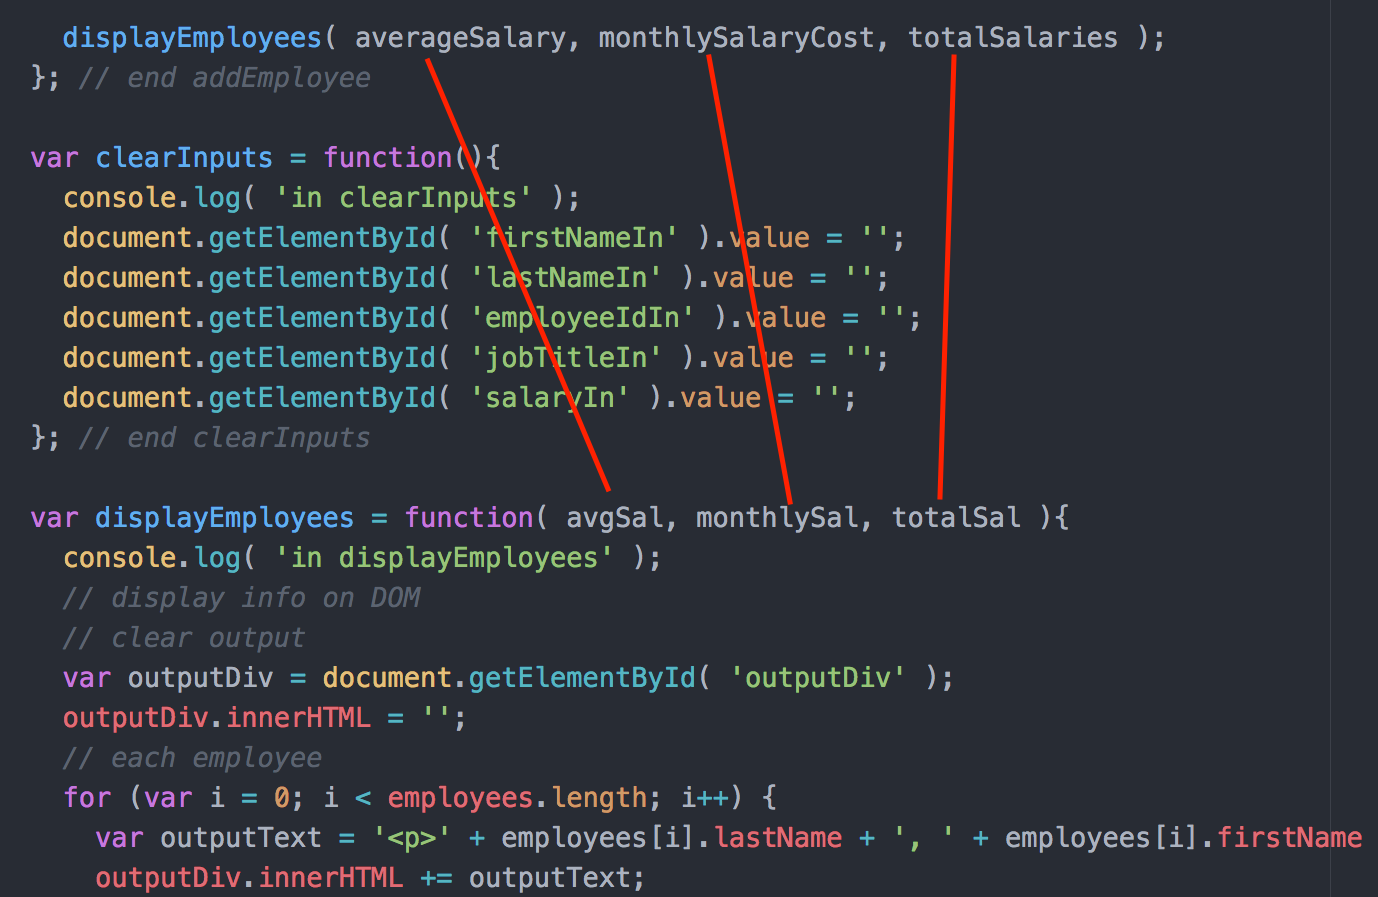 displayEmployees( averageSalary, monthlySalaryCost, totalSalaries );
}; // end addEmployee
var clearInputs = function(){
console.log( 'in clearInputs' );
document.getElementById( 'firstNameIn' ).value = '';
document.getElementById( 'lastNameIn' ).value = '';
document.getElementById( 'employeeIdIn' ).value = '';
document.getElementById( 'jobTitleIn' ).value = '';
document.getElementById( 'salaryIn' ).value = '';
}; // end clearInputs
var displayEmployees = function( avgSal, monthlySal, totalSal ){
console.log( 'in displayEmployees' );
// display info on DOM
// clear output
var outputDiv = document.getElementById( 'outputDiv' );
outputDiv.innerHTML = '';
// each employee
for (var i = 0; i < employees.length; i++) {
var outputText = '<p>' + employees[i].lastName + ', ' + employees[i].firstName
outputDiv.innerHTML += outputText;